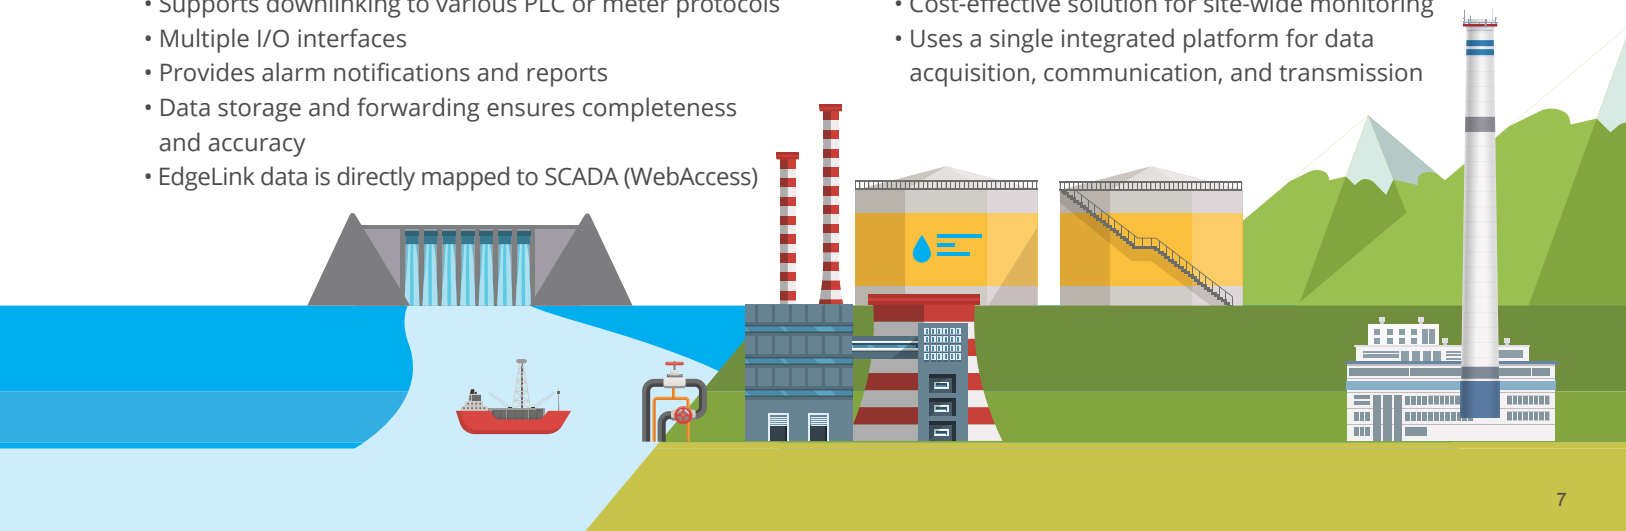 • Supports downlinking to various PLC or meter protocols
• Multiple I/O interfaces
• Provides alarm notifications and reports
• Data storage and forwarding ensures completeness
and accuracy
• EdgeLink data is directly mapped to SCADA (WebAccess)
• Cost-effective solution for site-wide monitoring
• Uses a single integrated platform for data
acquisition, communication, and transmission
7